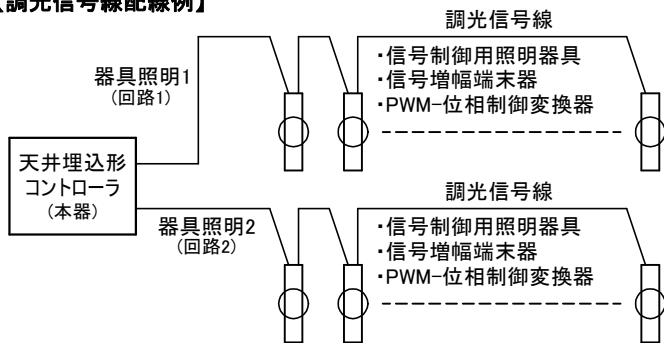 【調光信号線配線例】
調光信号線
・信号制御用照明器具
・信号増幅端末器
・PWM-位相制御変換器
器具照明1
(回路1)
天井埋込形
コントローラ
(本器)
調光信号線
器具照明2
(回路2)
・信号制御用照明器具
・信号増幅端末器
・PWM-位相制御変換器